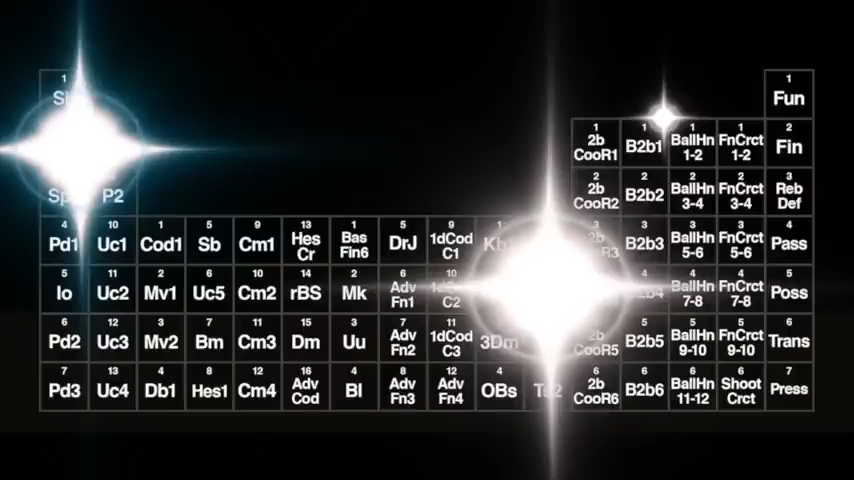 1 1
Fun
1 1 1 1 2
2b CooR1 B2b1 BallHn 1-2 FnCrct 1-2 Fin
2 2 2 2 3
P2 2b CooR2 B2b2 BallHn 3-4 FnCrct 3-4 Reb Def
4 10 1 5 9 13 1 5 9 3 3 3 4
Pd1 Uc1 Cod1 Sb Cm1 Hes Cr Bas Fin6 DrJ 1dCod C1 B2b3 BallHn 5-6 FnCrct 5-6 Pass
5 11 2 6 10 14 2 6 10 4 4 4 5
Io Uc2 Mv1 Uc5 Cm2 rBS Mk Adv Fn1 C2 BallHn 7-8 FnCrct 7-8 Poss
6 12 3 7 11 15 3 7 11 5 5 5 6
Pd2 Uc3 Mv2 Bm Cm3 Dm Uu Adv Fn2 1dCod C3 3Dm CooR5 B2b5 BallHn 9-10 FnCrct 9-10 Trans
7 13 4 8 12 16 4 8 12 4 6 6 6 6 7
Pd3 Uc4 Db1 Hes1 Cm4 Adv Cod Bl Adv Fn3 Adv Fn4 OBs 2b CooR6 B2b6 BallHn 11-12 Shoot Crct Press